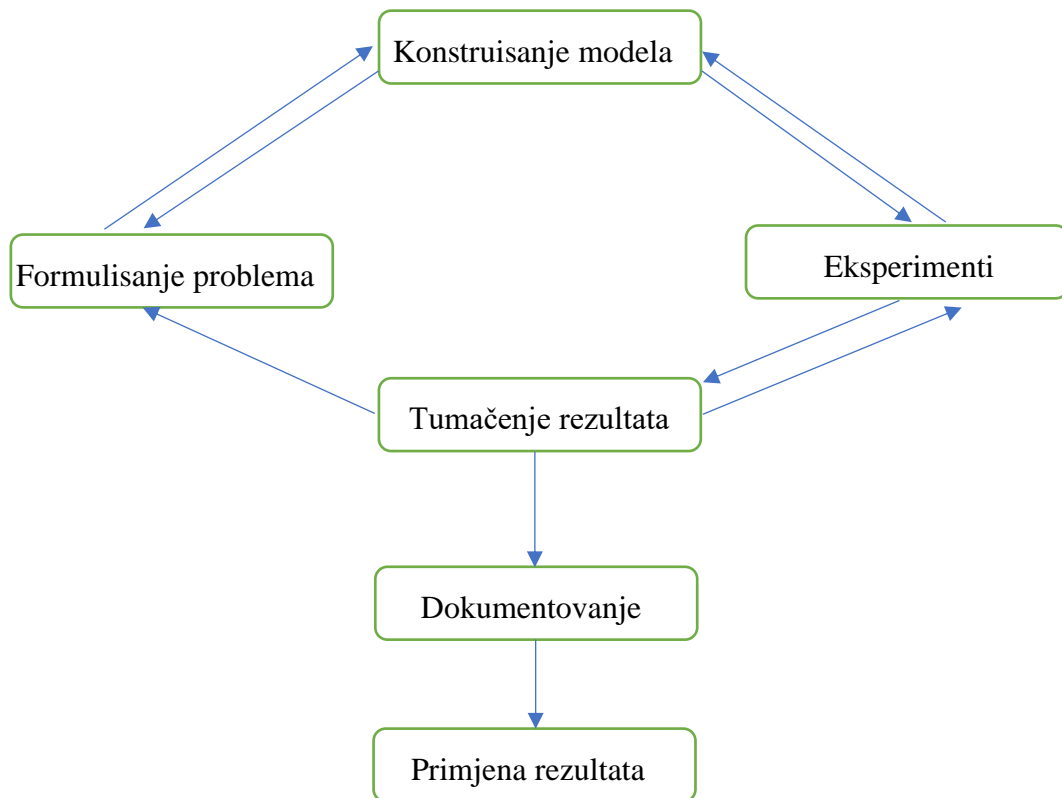 Konstruisanje modela
Formulisanje problema
Eksperimenti
Tumačenje rezultata
Dokumentovanje
Primjena rezultata